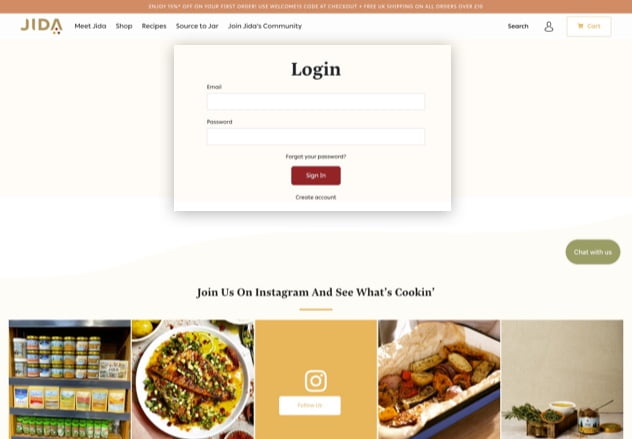 ENJOY 15%* OFF ON YOUR FIRST ORDER! USE WELCOME15 CODE AT CHECKOUT + FREE UK SHIPPING ON ALL ORDERS OVER £10
JIDA
Meet Jida
Shop
Recipes
Source to Jar
Join Jida's Community
Search
Cart
Login
Email
Password
Forgot your password?
Sign In
Create account
Chat with us
Join Us On Instagram And See What's Cookin'
Follow Us